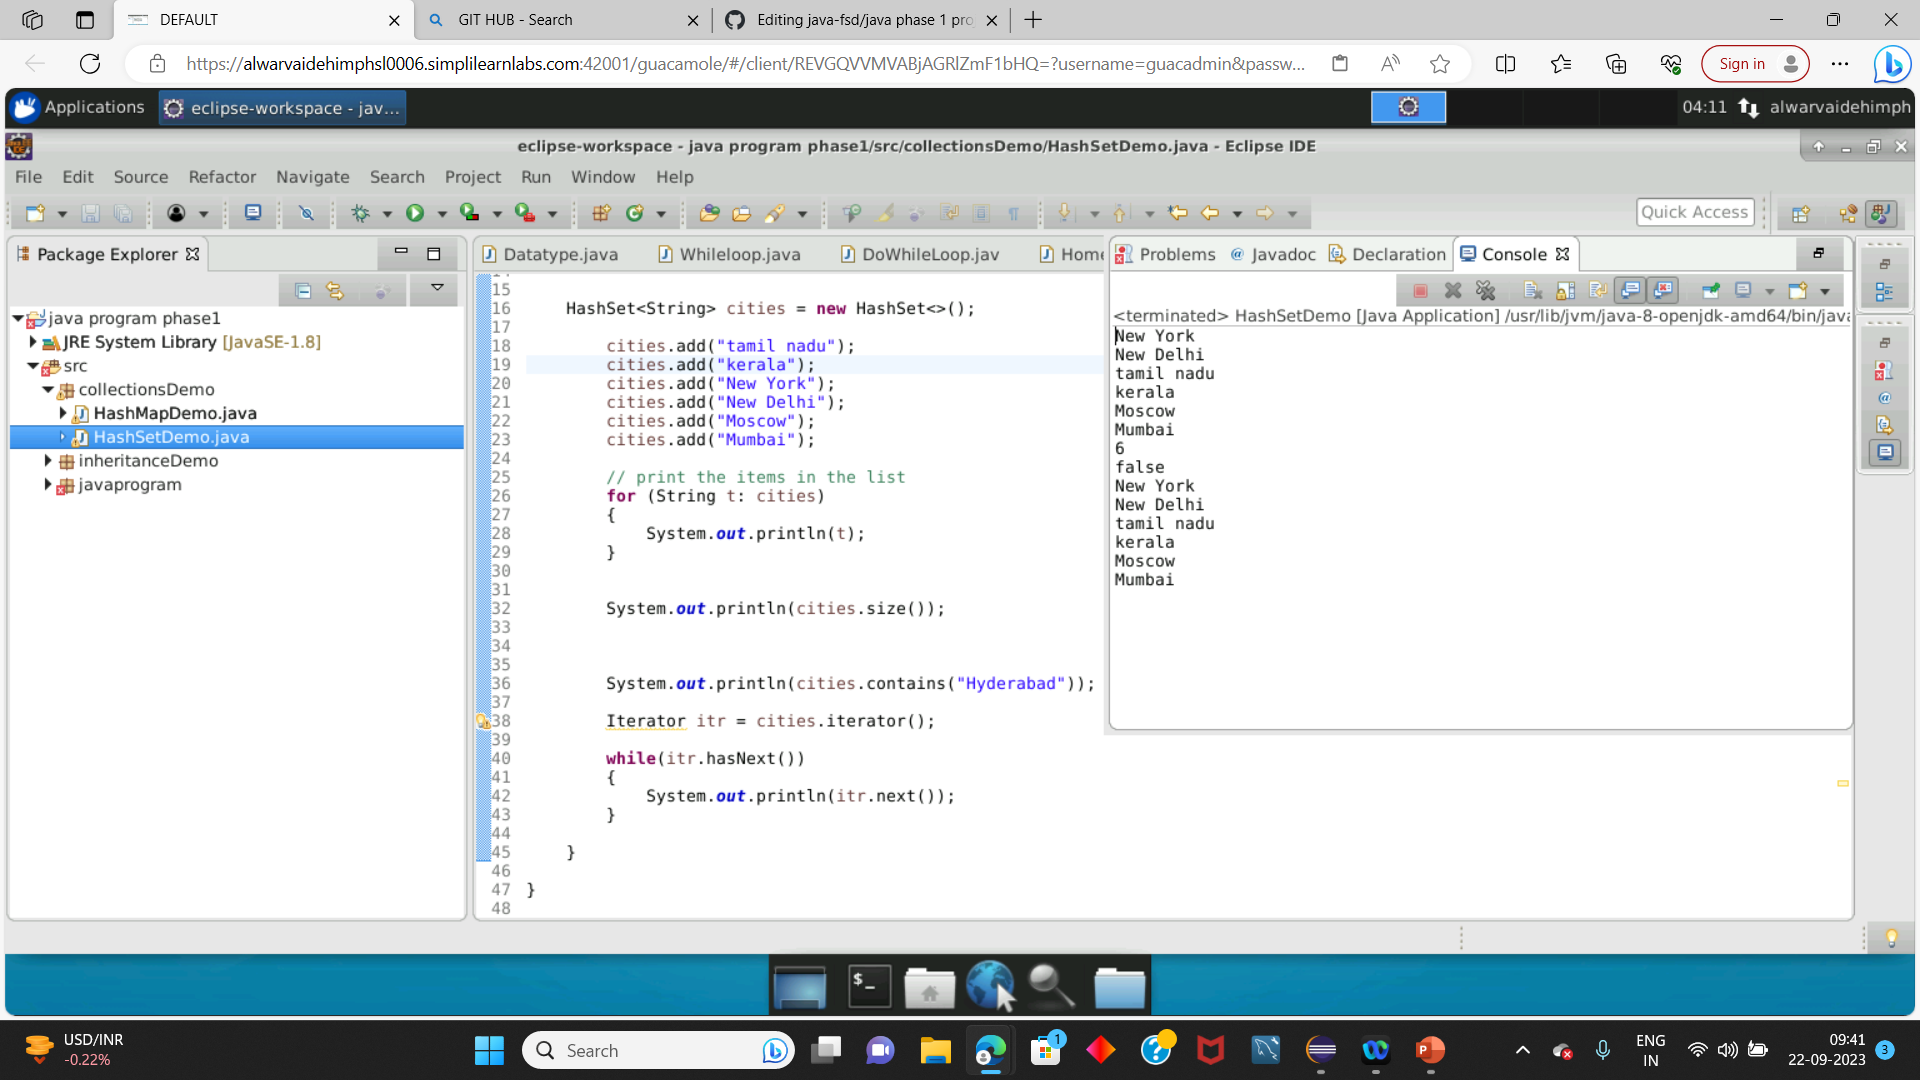 DEFAULT
GIT HUB - Search
Editing java-fsd/java phase 1 pro
https://alwarvaidehimphsl0006.simplilearnlabs.com:42001/guacamole/#/client/REVGQVVMVABjAGRlZmF1bHQ=?username=guacadmin&passw...
Sign in
Applications
eclipse-workspace - jav...
04:11
alwarvaidehimph
eclipse-workspace - java program phase1/src/collectionsDemo/HashSetDemo.java - Eclipse IDE
File Edit Source Refactor Navigate Search Project Run Window Help
Quick Access
Package Explorer
java program phase1
JRE System Library [JavaSE-1.8]
src
collectionsDemo
HashMapDemo.java
HashSetDemo.java
inheritanceDemo
javaprogram
Datatype.java Whileloop.java DoWhileLoop.jav Home
15
16 HashSet<String> cities = new HashSet<>();
17
18 cities.add("tamil nadu");
19 cities.add("kerala");
20 cities.add("New York");
21 cities.add("New Delhi");
22 cities.add("Moscow");
23 cities.add("Mumbai");
24
25 // print the items in the list
26 for (String t: cities)
27 {
28 System.out.println(t);
29 }
30
31
32 System.out.println(cities.size());
33
34
35
36 System.out.println(cities.contains("Hyderabad"));
37
38 Iterator itr = cities.iterator();
39
40 while(itr.hasNext())
41 {
42 System.out.println(itr.next());
43 }
44
45 }
46
47 }
48
Problems @ Javadoc Declaration Console
<terminated> HashSetDemo [Java Application] /usr/lib/jvm/java-8-openjdk-amd64/bin/java
New York
New Delhi
tamil nadu
kerala
Moscow
Mumbai
6
false
New York
New Delhi
tamil nadu
kerala
Moscow
Mumbai
USD/INR
-0.22%
Search
1
ENG
IN
09:41
22-09-2023
3